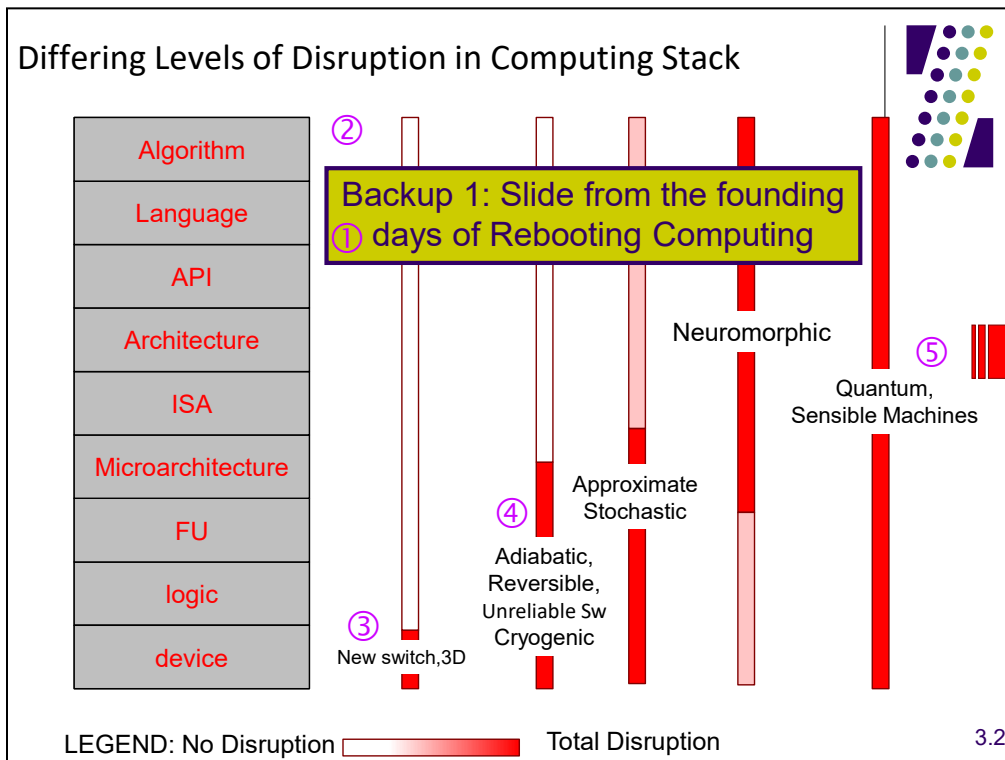 Differing Levels of Disruption in Computing Stack
Algorithm
Language
API
Architecture
ISA
Microarchitecture
FU
logic
device
②
Backup 1: Slide from the founding
① days of Rebooting Computing
③
New switch,3D
④
Adiabatic,
Reversible,
Unreliable Sw
Cryogenic
Approximate
Stochastic
Neuromorphic
⑤
Quantum,
Sensible Machines
LEGEND: No Disruption
Total Disruption
3.2